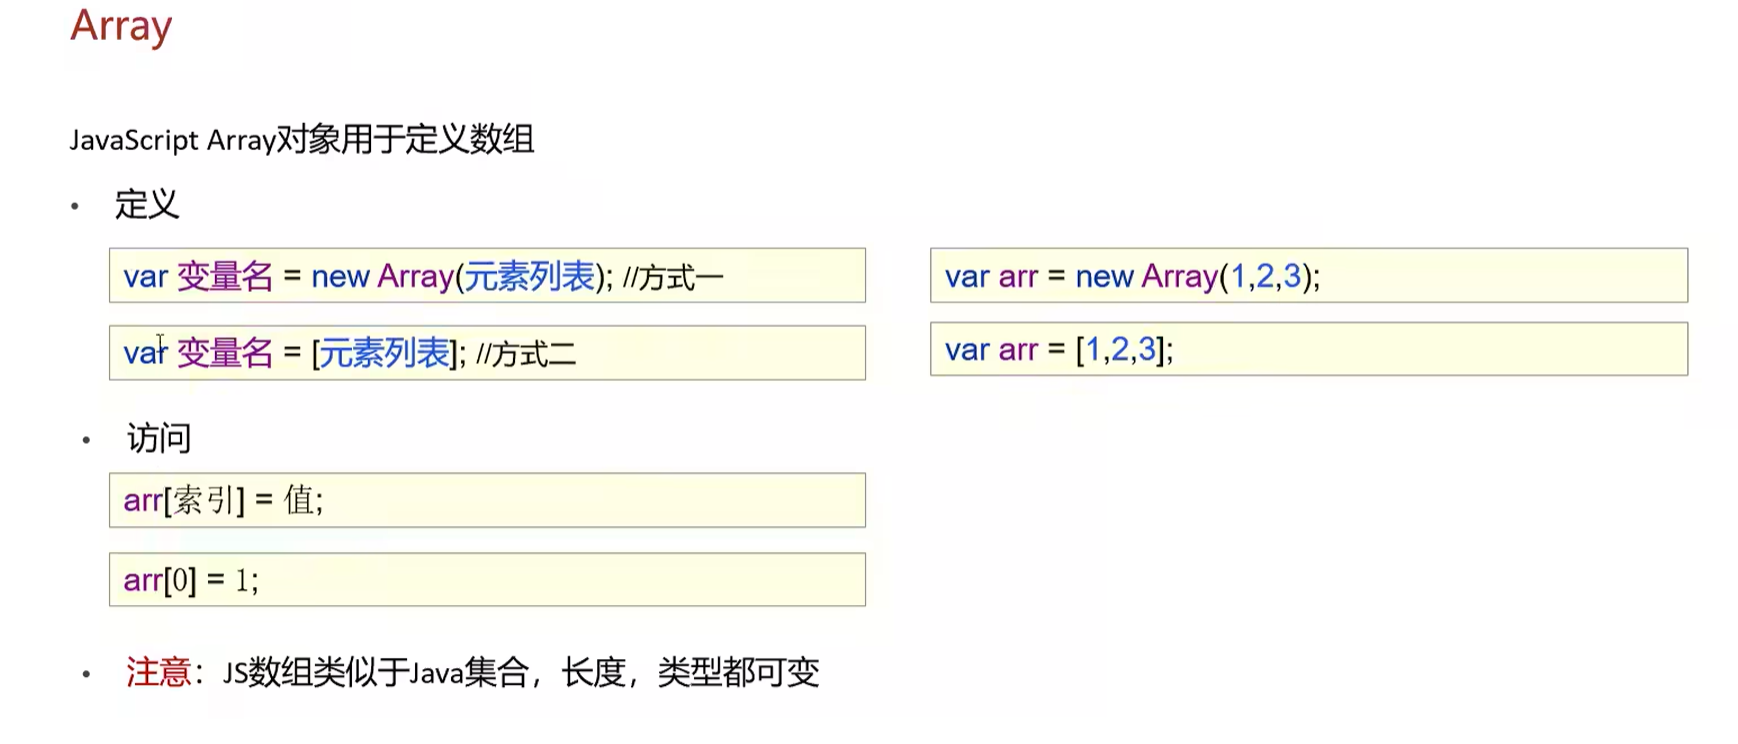 Array
JavaScript Array对象用于定义数组
• 定义
var 变量名 = new Array(元素列表); //方式一
var arr = new Array(1,2,3);
var 变量名 = [元素列表]; //方式二
var arr = [1,2,3];
• 访问
arr[索引] = 值;
arr[0] = 1;
• 注意：JS数组类似于Java集合，长度，类型都可变